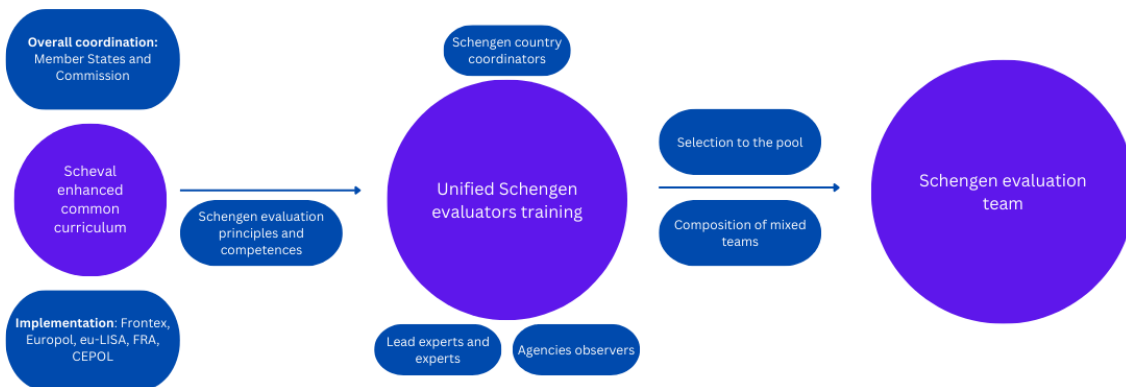 Overall coordination:
Member States and
Commission
Scheval
enhanced
common
curriculum
Implementation: Frontex,
Europol, eu-LISA, FRA,
CEPOL
Schengen evaluation
principles and
competences
Schengen country
coordinators
Unified Schengen
evaluators training
Lead experts and
experts
Agencies observers
Selection to the pool
Composition of mixed
teams
Schengen evaluation
team